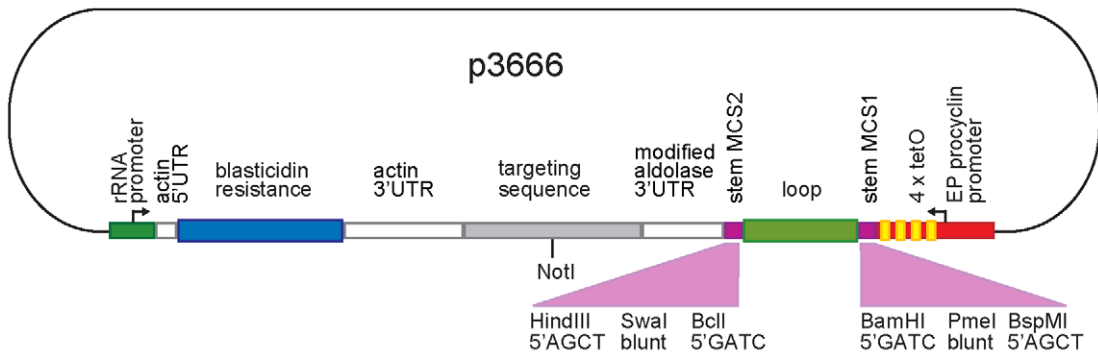 p3666
rRNA
promoter
actin
5'UTR
blasticidin
resistance
actin
3'UTR
targeting
sequence
modified
aldolase
3'UTR
stem MCS2
loop
stem MCS1
4 x tetO
EP procyclin
promoter
NotI
HindIII SwaI BclI
5'AGCT blunt 5'GATC
BamHI PmeI BspMI
5'GATC blunt 5'AGCT